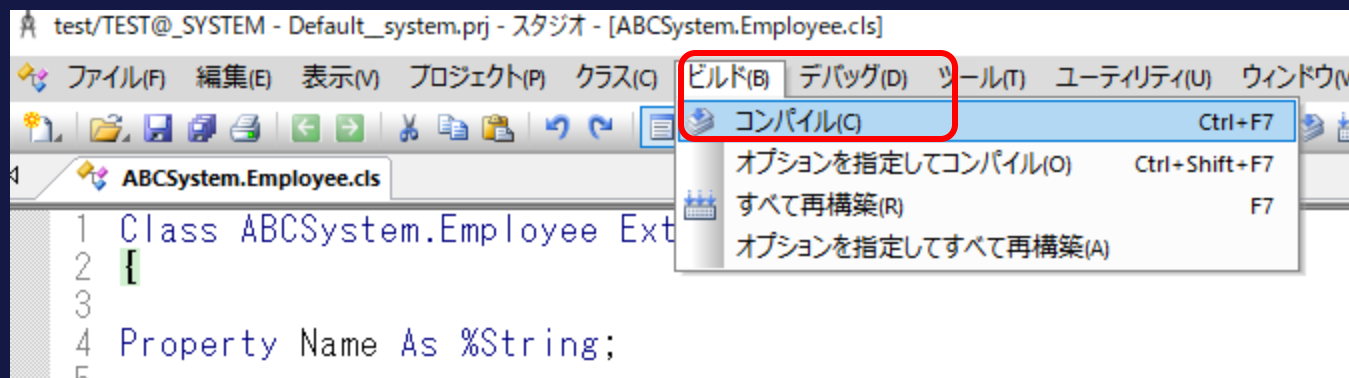 test/TEST@_SYSTEM - Default__system.prj - スタジオ - [ABCSystem.Employee.cls]
ファイル(F) 編集(E) 表示(V) プロジェクト(P) クラス(C) ビルド(B) デバッグ(D) ツール(T) ユーティリティ(U) ウィンドウ(
コンパイル(C) Ctrl+F7
ABCSystem.Employee.cls
オプションを指定してコンパイル(O) Ctrl+Shift+F7
すべて再構築(R) F7
オプションを指定してすべて再構築(A)
1 Class ABCSystem.Employee Ext
2 {
3
4 Property Name As %String;
5